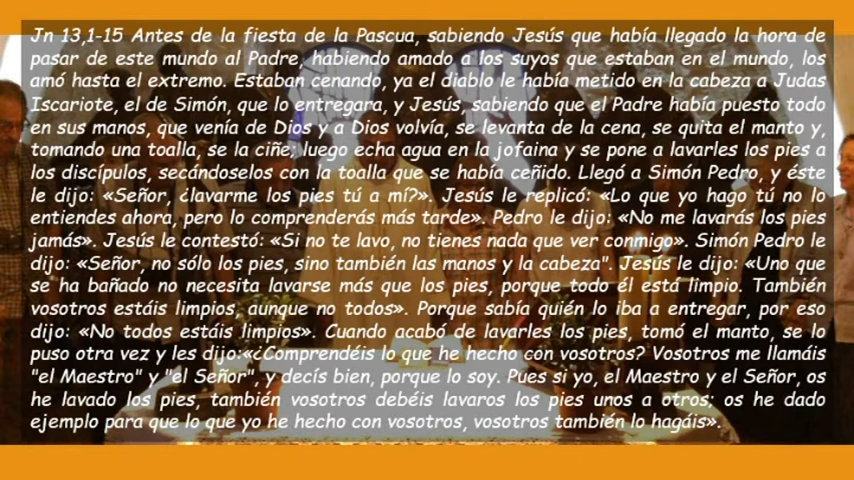 Jn 13,1-15 Antes de la fiesta de la Pascua, sabiendo Jesús que había llegado la hora de
pasar de este mundo al Padre, habiendo amado a los suyos que estaban en el mundo, los
amó hasta el extremo. Estaban cenando, ya el diablo le había metido en la cabeza a Judas
Iscariote, el de Simón, que lo entregara, y Jesús, sabiendo que el Padre había puesto todo
en sus manos, que venía de Dios y a Dios volvía, se levanta de la cena, se quita el manto y,
tomando una toalla, se la ciñe; luego echa agua en la jofaina y se pone a lavarles los pies a
los discípulos, secándoselos con la toalla que se había ceñido. Llegó a Simón Pedro, y éste
le dijo: «Señor, ¿lavarme los pies tú a mí?». Jesús le replicó: «Lo que yo hago tú no lo
entiendes ahora, pero lo comprenderás más tarde». Pedro le dijo: «No me lavarás los pies
jamás». Jesús le contestó: «Si no te lavo, no tienes nada que ver conmigo». Simón Pedro le
dijo: «Señor, no sólo los pies, sino también las manos y la cabeza". Jesús le dijo: «Uno que
se ha bañado no necesita lavarse más que los pies, porque todo él está limpio. También
vosotros estáis limpios, aunque no todos». Porque sabía quién lo iba a entregar, por eso
dijo: «No todos estáis limpios». Cuando acabó de lavarles los pies, tomó el manto, se lo
puso otra vez y les dijo:«¿Comprendéis lo que he hecho con vosotros? Vosotros me llamáis
"el Maestro" y "el Señor", y decís bien, porque lo soy. Pues si yo, el Maestro y el Señor, os
he lavado los pies, también vosotros debéis lavaros los pies unos a otros; os he dado
ejemplo para que lo que yo he hecho con vosotros, vosotros también lo hagáis».